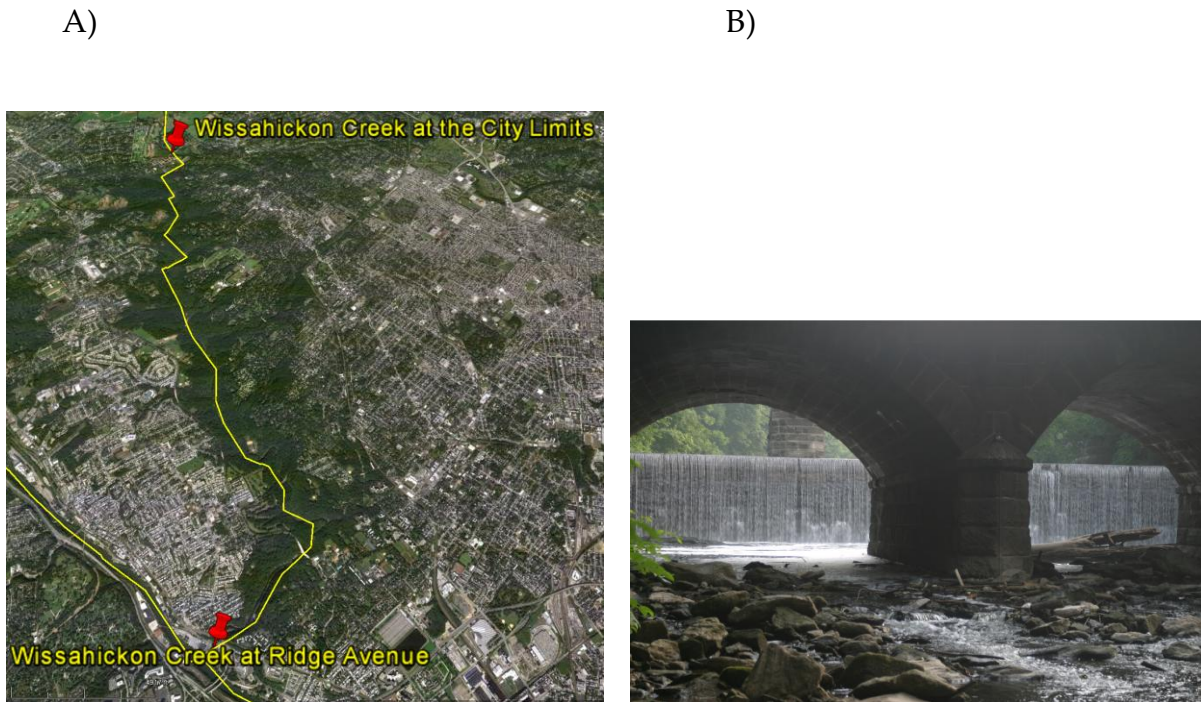 A)
B)
Wissahickon Creek at the City Limits
Wissahickon Creek at Ridge Avenue